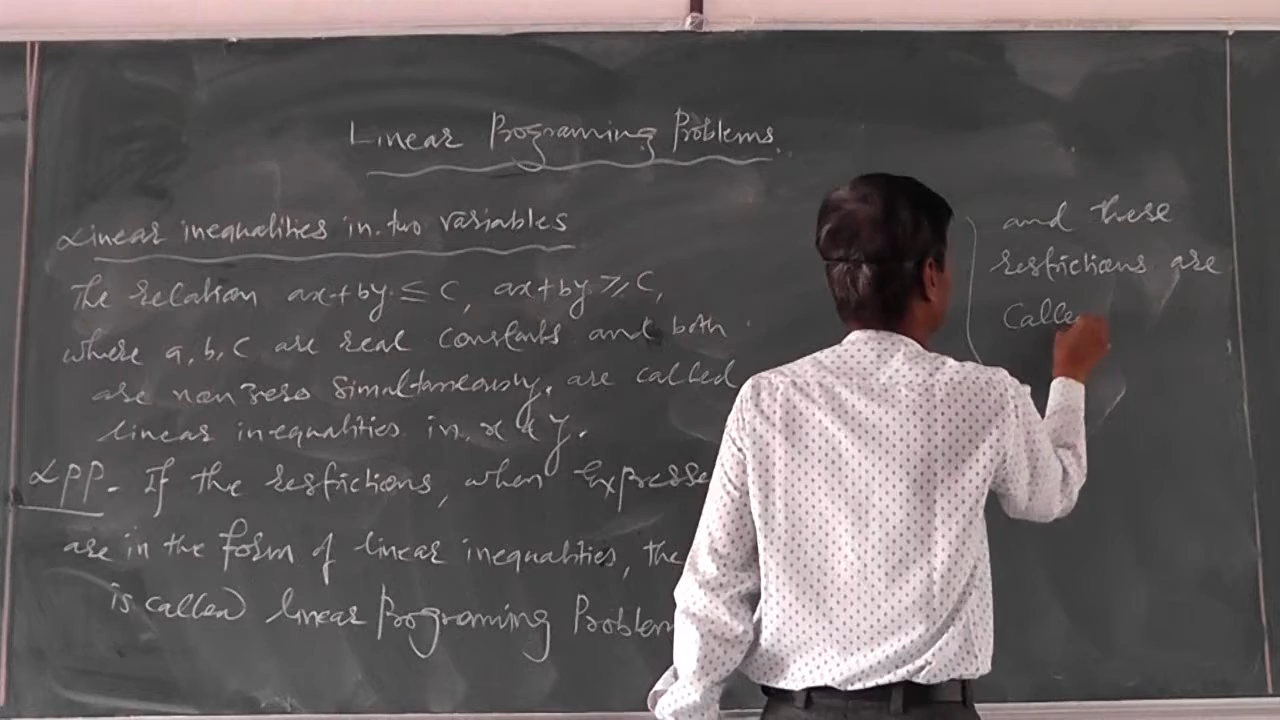 Linear Programing Problems.
Linear inequalities in two variables
The relation ax+by ≤ C, ax+by ≥ C,
where a, b, c are real constants and both
are non zero simultaneously. are called
linear inequalities in x & y.
LPP. If the restrictions, when Expresse
are in the form of linear inequalities, the
is called linear Programing Problem
and these
restrictions are
Calle